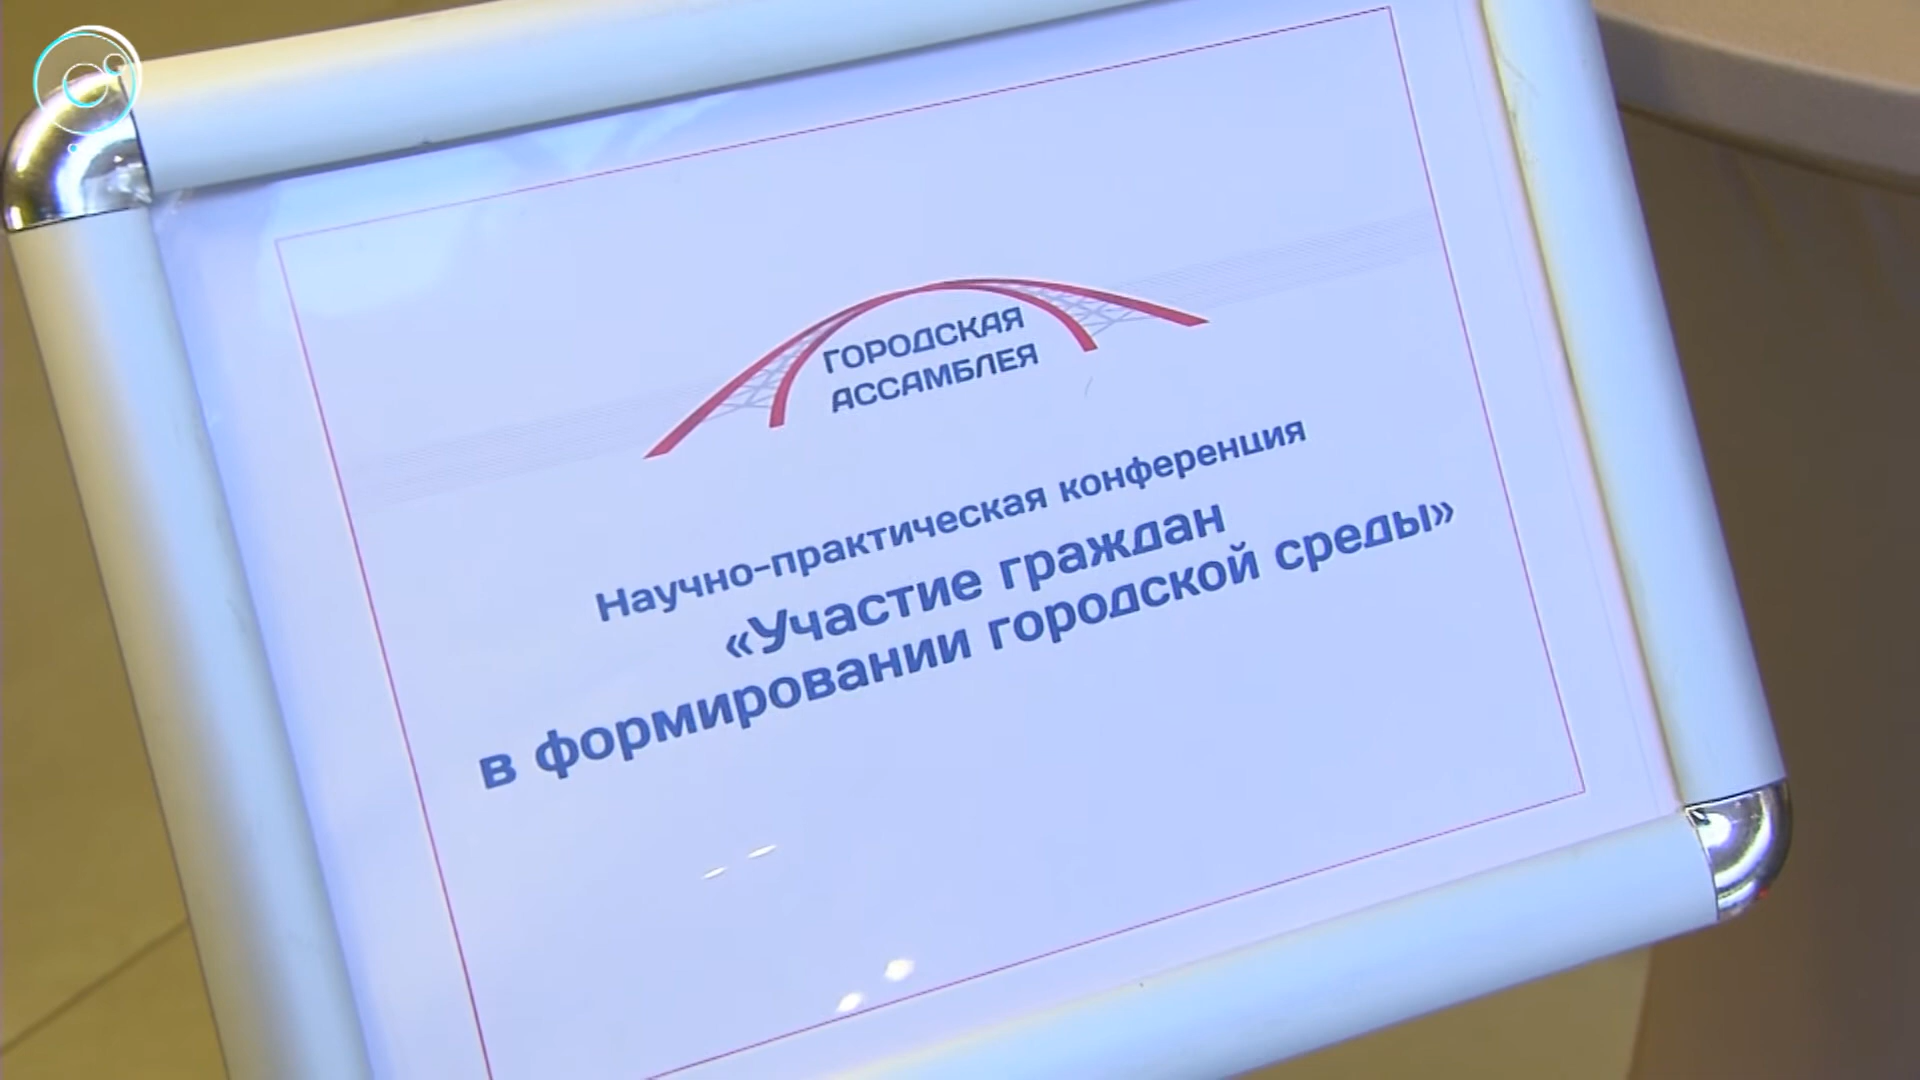 ГОРОДСКАЯ
АССАМБЛЕЯ
Научно-практическая конференция
«Участие граждан
в формировании городской среды»